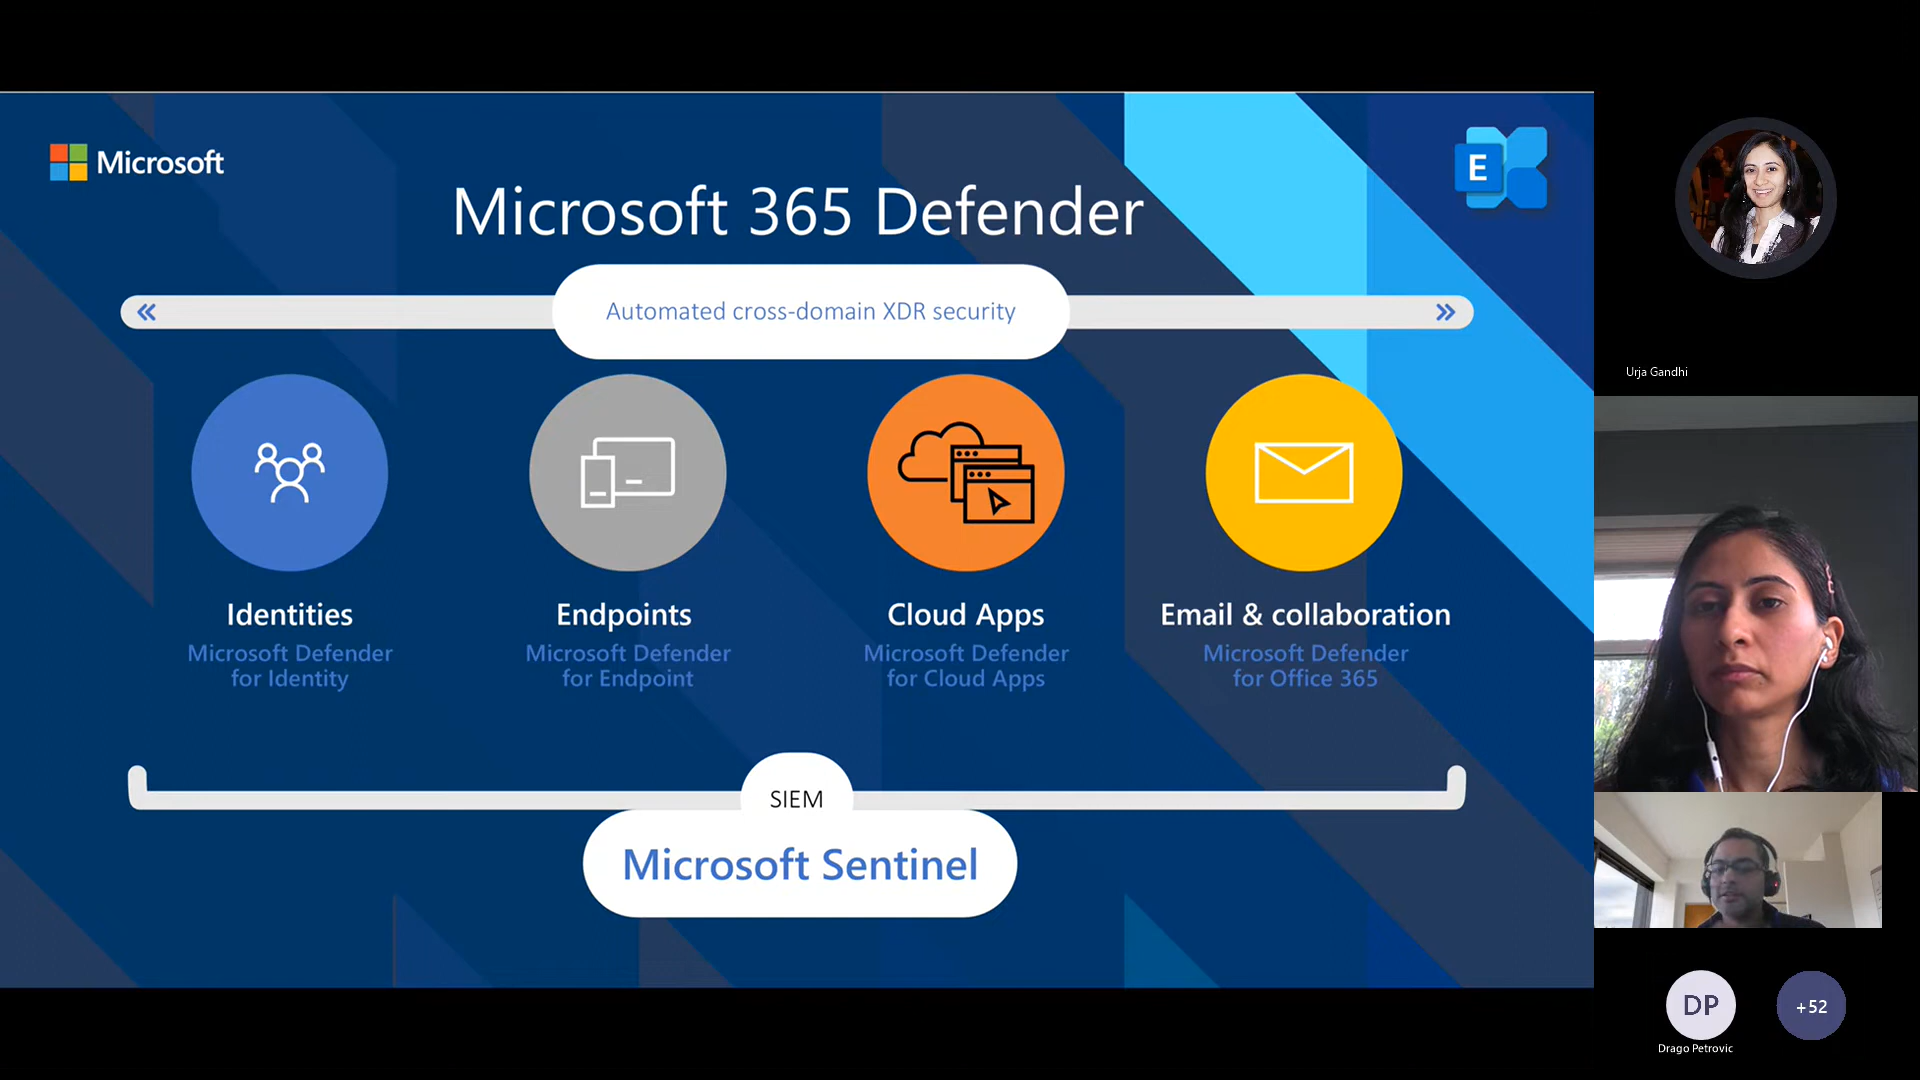 Microsoft
E
Microsoft 365 Defender
Automated cross-domain XDR security
Identities
Microsoft Defender
for Identity
Endpoints
Microsoft Defender
for Endpoint
Cloud Apps
Microsoft Defender
for Cloud Apps
Email & collaboration
Microsoft Defender
for Office 365
SIEM
Microsoft Sentinel
Urja Gandhi
DP
Drago Petrovic
+52